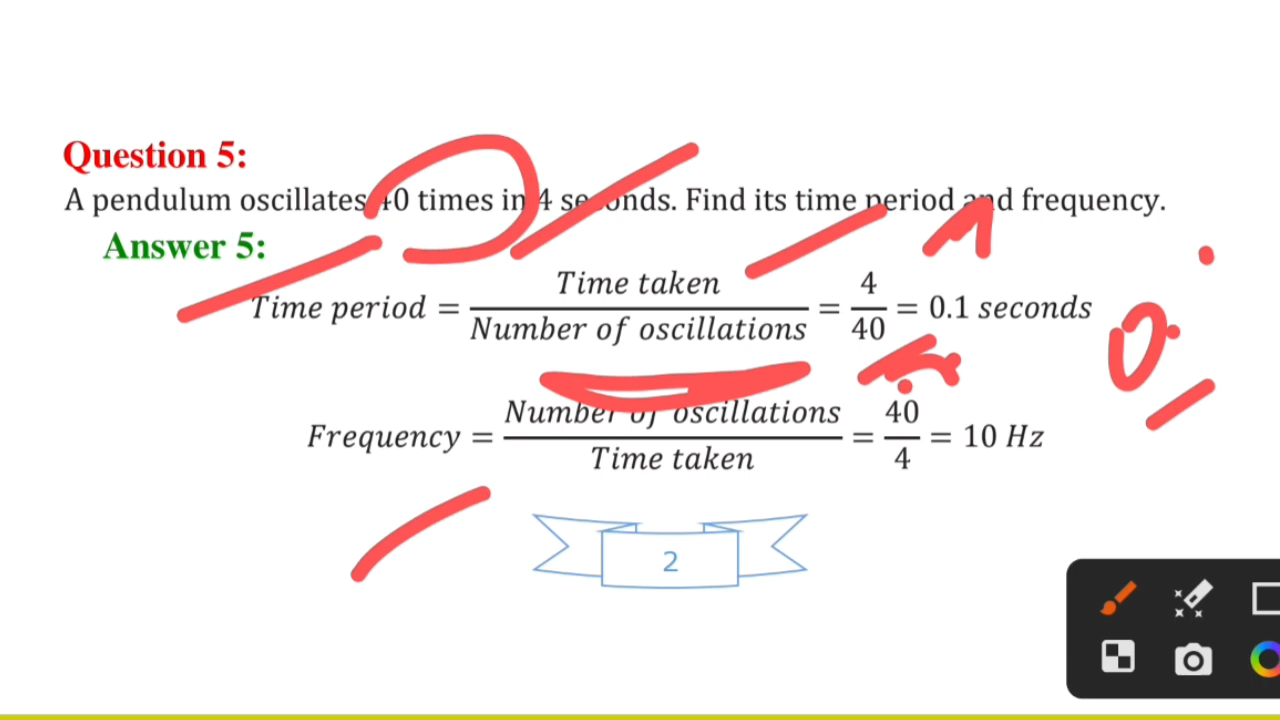 Question 5:
A pendulum oscillates 40 times in 4 seconds. Find its time period and frequency.
Answer 5:
Time period = Time taken / Number of oscillations = 4 / 40 = 0.1 seconds
Frequency = Number of oscillations / Time taken = 40 / 4 = 10 Hz
2